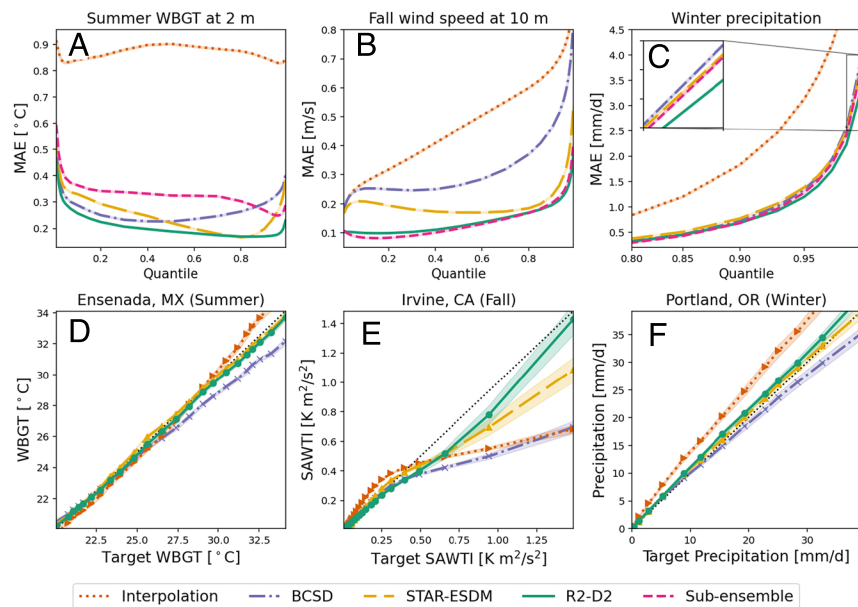 Summer WBGT at 2 m
Fall wind speed at 10 m
Winter precipitation
A
B
C
MAE [°C]
0.9
0.8
0.7
0.6
0.5
0.4
0.3
0.2
0.2 0.4 0.6 0.8
Quantile
MAE [m/s]
0.8
0.7
0.6
0.5
0.4
0.3
0.2
0.1
0.2 0.4 0.6 0.8
Quantile
MAE [mm/d]
4.5
4.0
3.5
3.0
2.5
2.0
1.5
1.0
0.5
0.80 0.85 0.90 0.95
Quantile
Ensenada, MX (Summer)
Irvine, CA (Fall)
Portland, OR (Winter)
D
E
F
WBGT [°C]
34
32
30
28
26
24
22
22.5 25.0 27.5 30.0 32.5
Target WBGT [°C]
SAWTI [K m²/s²]
1.4
1.2
1.0
0.8
0.6
0.4
0.2
0.00 0.25 0.50 0.75 1.00 1.25
Target SAWTI [K m²/s²]
Precipitation [mm/d]
35
30
25
20
15
10
5
0
0 10 20 30
Target Precipitation [mm/d]
Interpolation BCSD STAR-ESDM R2-D2 Sub-ensemble